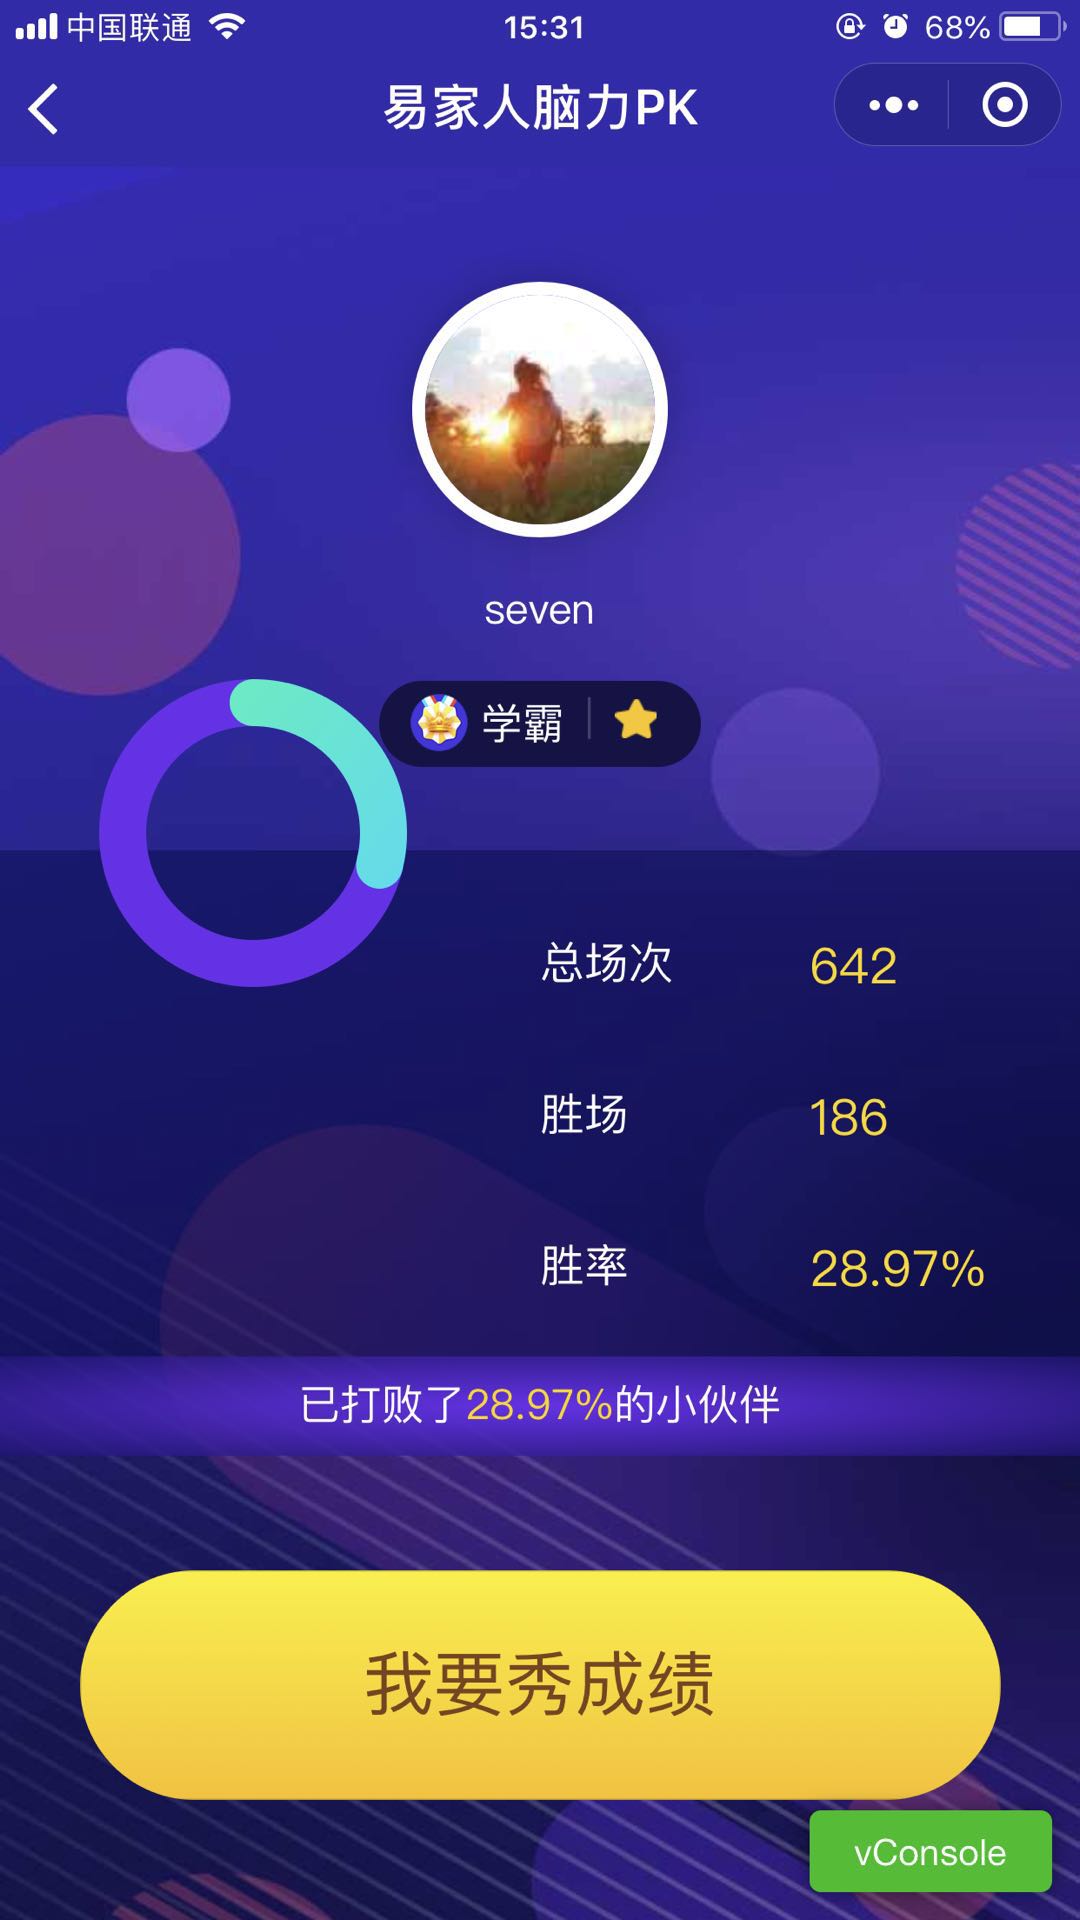 中国联通
15:31
68%
易家人脑力PK
seven
学霸
总场次 642
胜场 186
胜率 28.97%
已打败了28.97%的小伙伴
我要秀成绩
vConsole